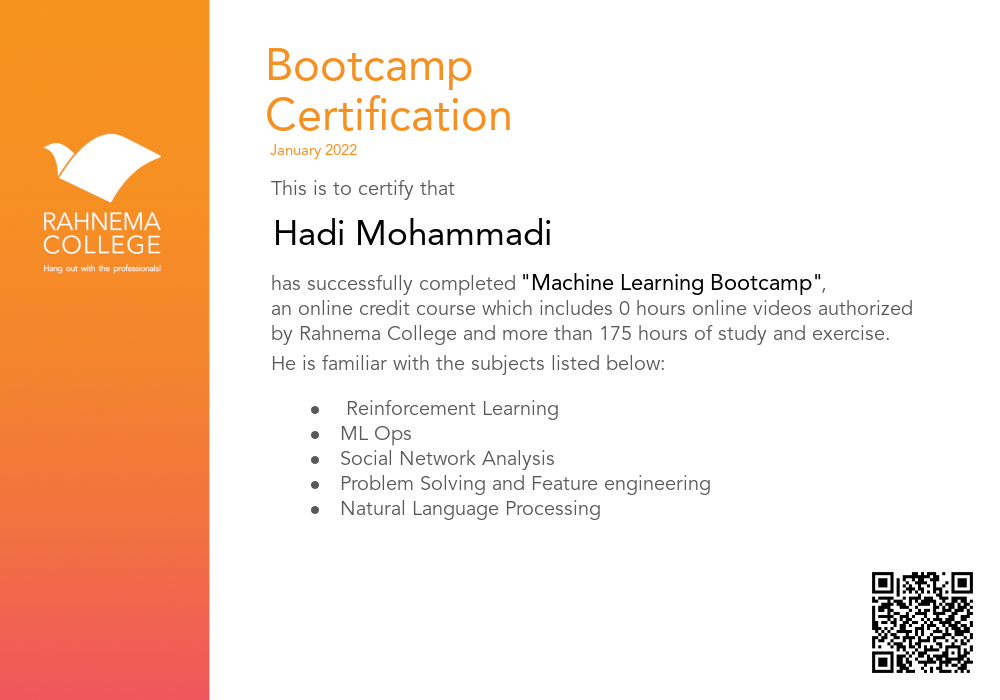 Bootcamp
Certification
January 2022
RAHNEMA
COLLEGE
Hang out with the professionals!
This is to certify that
Hadi Mohammadi
has successfully completed "Machine Learning Bootcamp",
an online credit course which includes 0 hours online videos authorized
by Rahnema College and more than 175 hours of study and exercise.
He is familiar with the subjects listed below:
● Reinforcement Learning
● ML Ops
● Social Network Analysis
● Problem Solving and Feature engineering
● Natural Language Processing